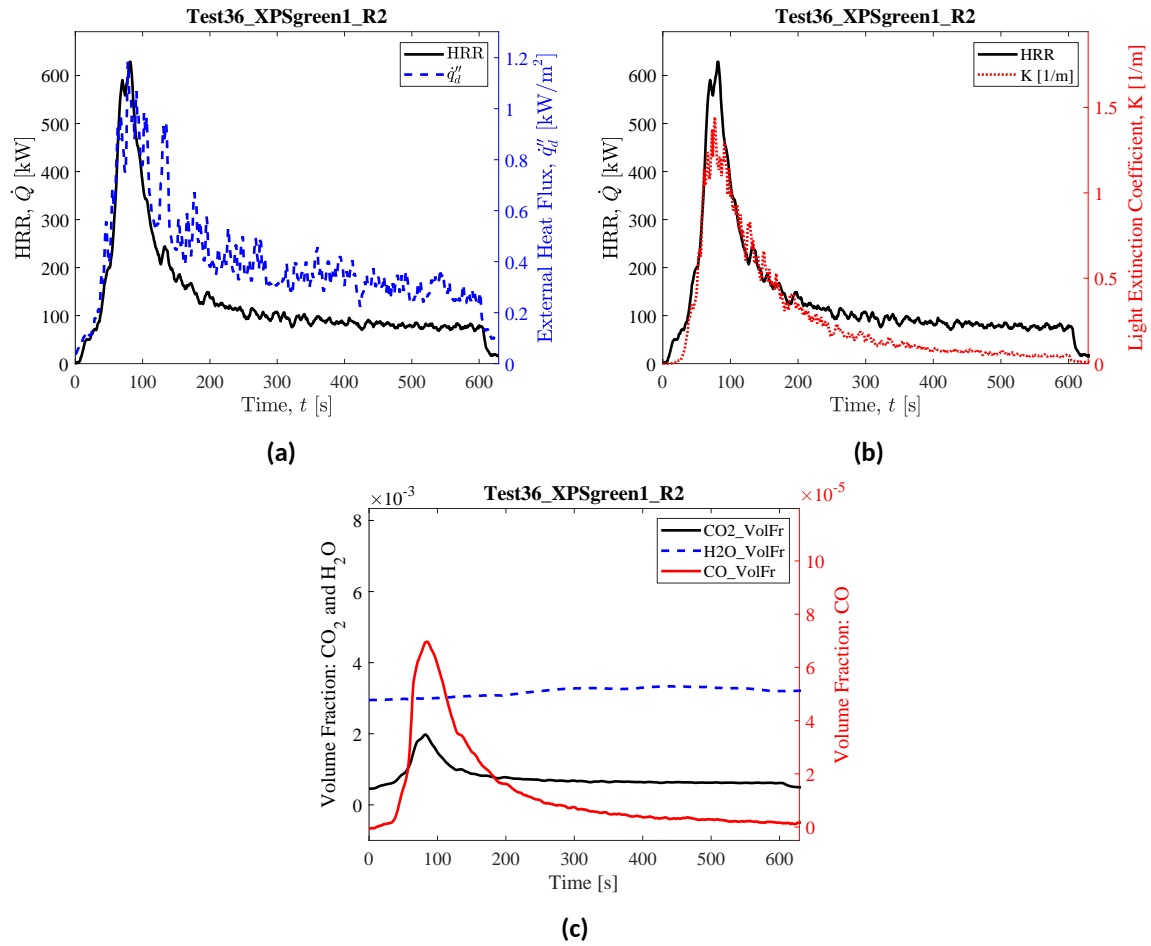 Test36_XPSgreen1_R2
HRR
q̇″d
HRR, Q̇ [kW]
600
500
400
300
200
100
0
External Heat Flux, q̇″d [kW/m²]
1.2
1
0.8
0.6
0.4
0.2
0
0 100 200 300 400 500 600
Time, t [s]
(a)
Test36_XPSgreen1_R2
HRR
K [1/m]
HRR, Q̇ [kW]
600
500
400
300
200
100
0
Light Extinction Coefficient, K [1/m]
1.5
1
0.5
0
0 100 200 300 400 500 600
Time, t [s]
(b)
×10⁻³
Test36_XPSgreen1_R2
×10⁻⁵
CO2_VolFr
H2O_VolFr
CO_VolFr
Volume Fraction: CO₂ and H₂O
8
6
4
2
0
Volume Fraction: CO
10
8
6
4
2
0
0 100 200 300 400 500 600
Time [s]
(c)